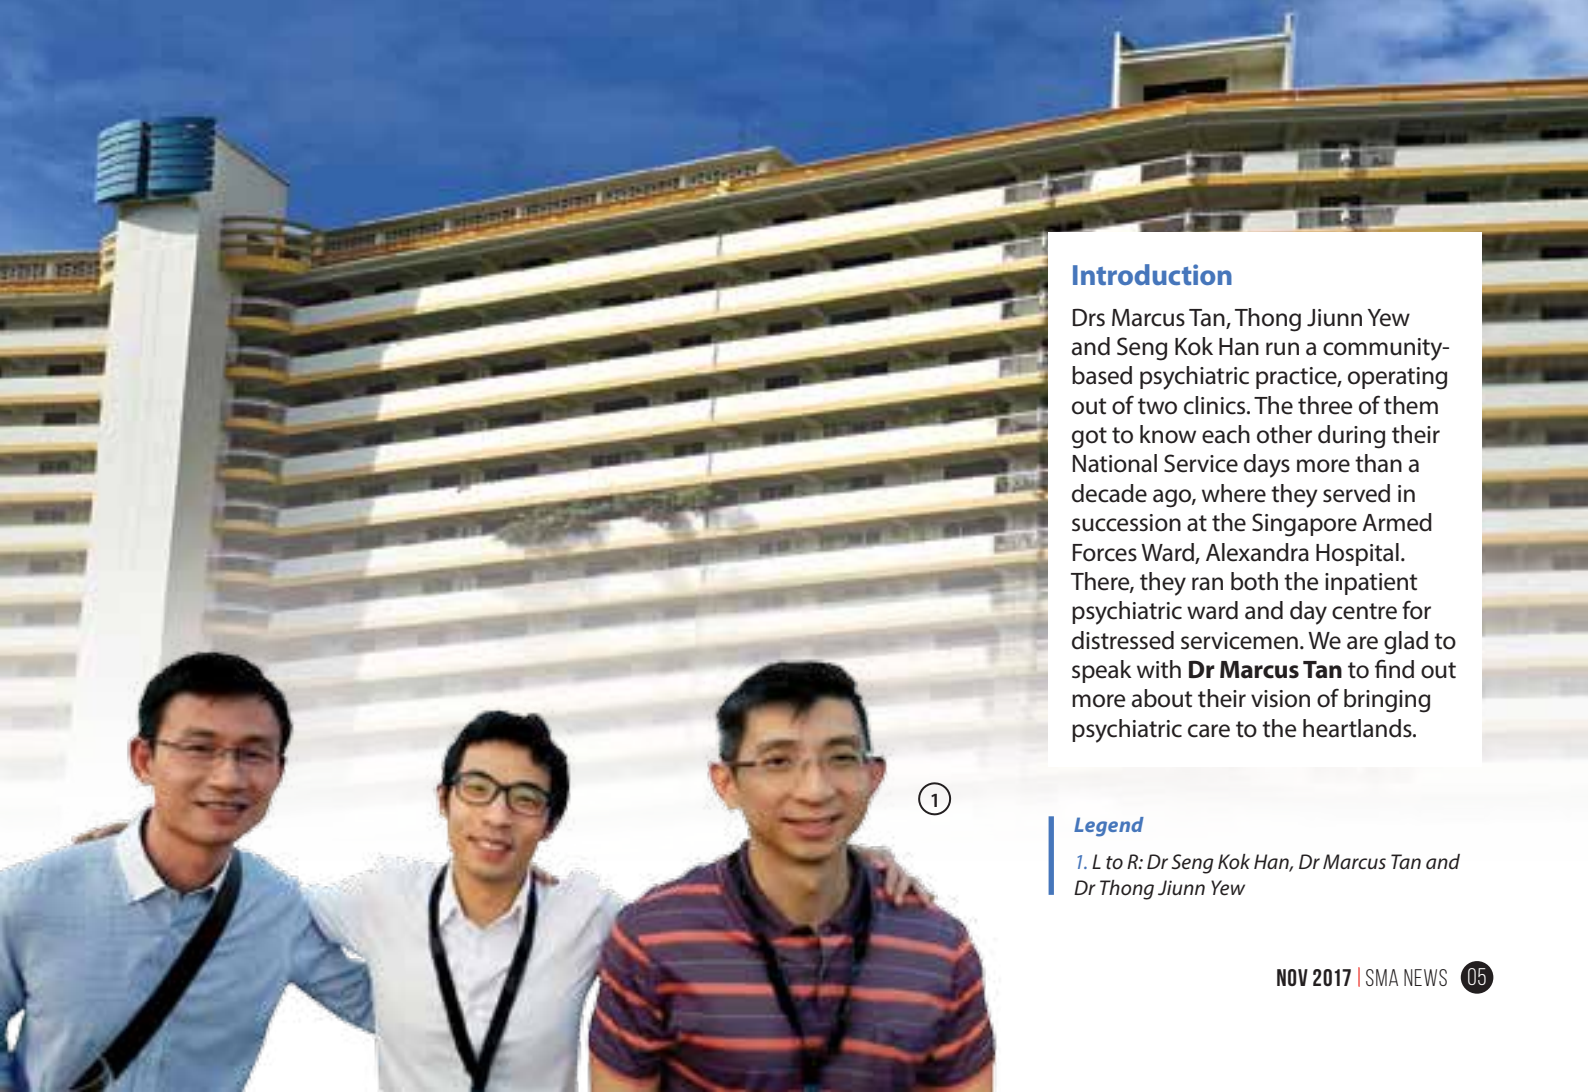 Introduction
Drs Marcus Tan, Thong Jiunn Yew
and Seng Kok Han run a community-
based psychiatric practice, operating
out of two clinics. The three of them
got to know each other during their
National Service days more than a
decade ago, where they served in
succession at the Singapore Armed
Forces Ward, Alexandra Hospital.
There, they ran both the inpatient
psychiatric ward and day centre for
distressed servicemen. We are glad to
speak with Dr Marcus Tan to find out
more about their vision of bringing
psychiatric care to the heartlands.
1
Legend
1. L to R: Dr Seng Kok Han, Dr Marcus Tan and
Dr Thong Jiunn Yew
NOV 2017 | SMA NEWS 05